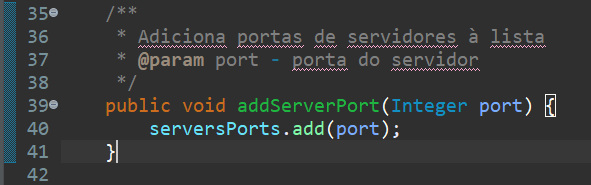 35 /**
36 * Adiciona portas de servidores à lista
37 * @param port - porta do servidor
38 */
39 public void addServerPort(Integer port) {
40 serversPorts.add(port);
41 }
42